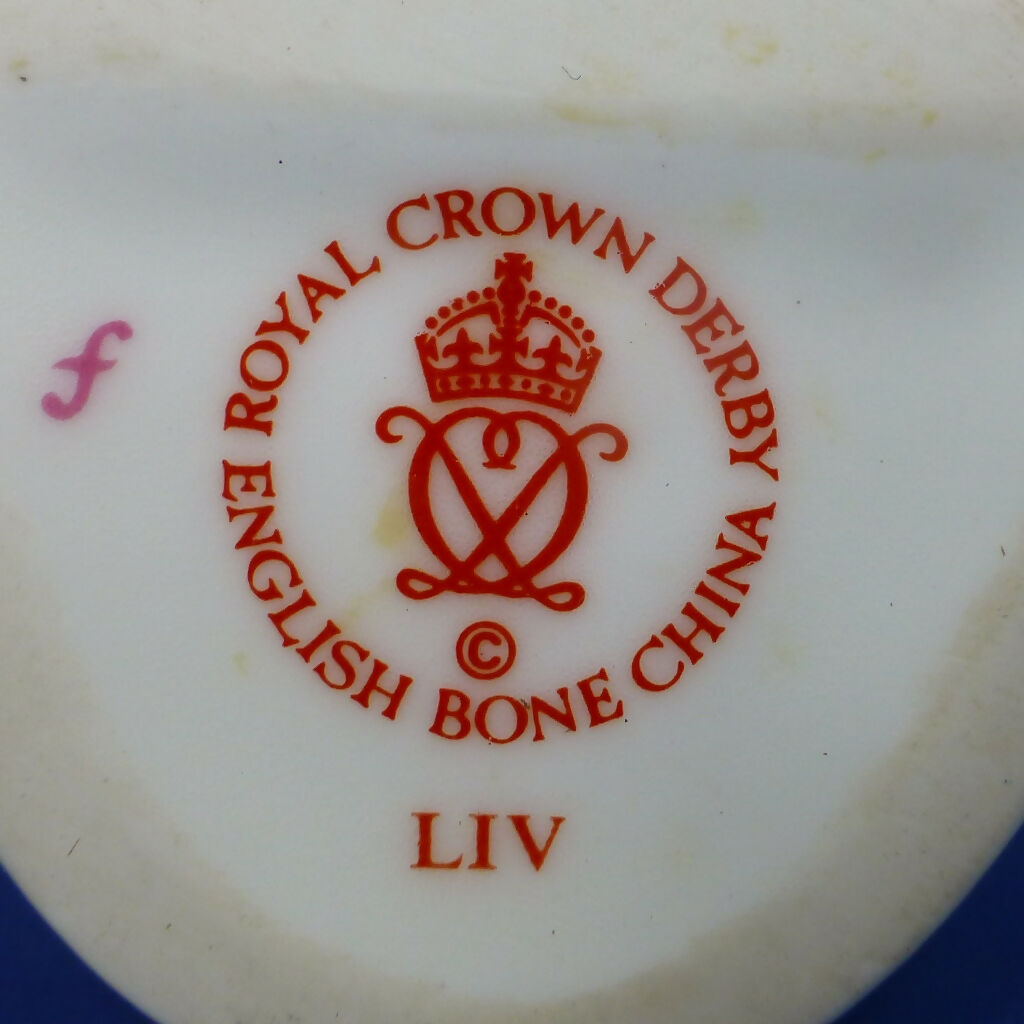 ROYAL CROWN DERBY
ENGLISH BONE CHINA
©
LIV
f